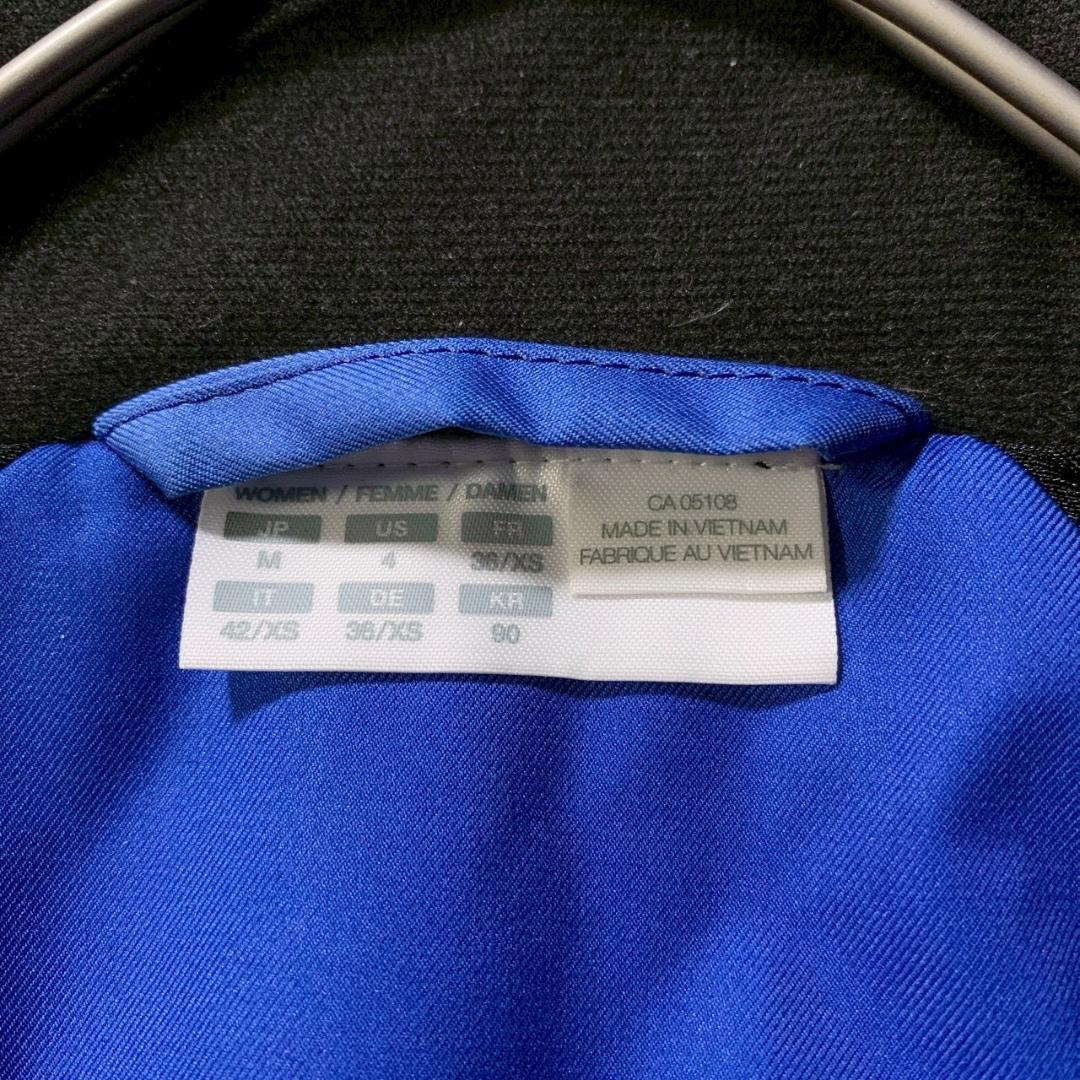 WOMEN / FEMME / DAMEN
JP US FR
M 4 36/XS
IT DE KR
42/XS 36/XS 90
CA 05108
MADE IN VIETNAM
FABRIQUE AU VIETNAM